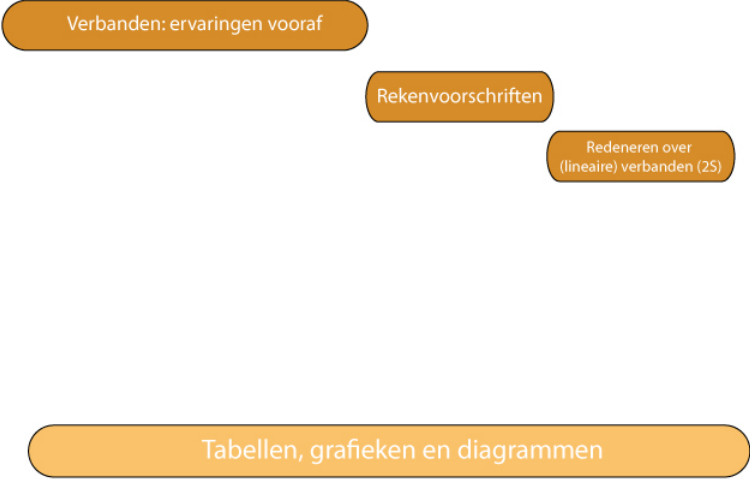 Verbanden: ervaringen vooraf
Rekenvoorschriften
Redeneren over
(lineaire) verbanden (2S)
Tabellen, grafieken en diagrammen